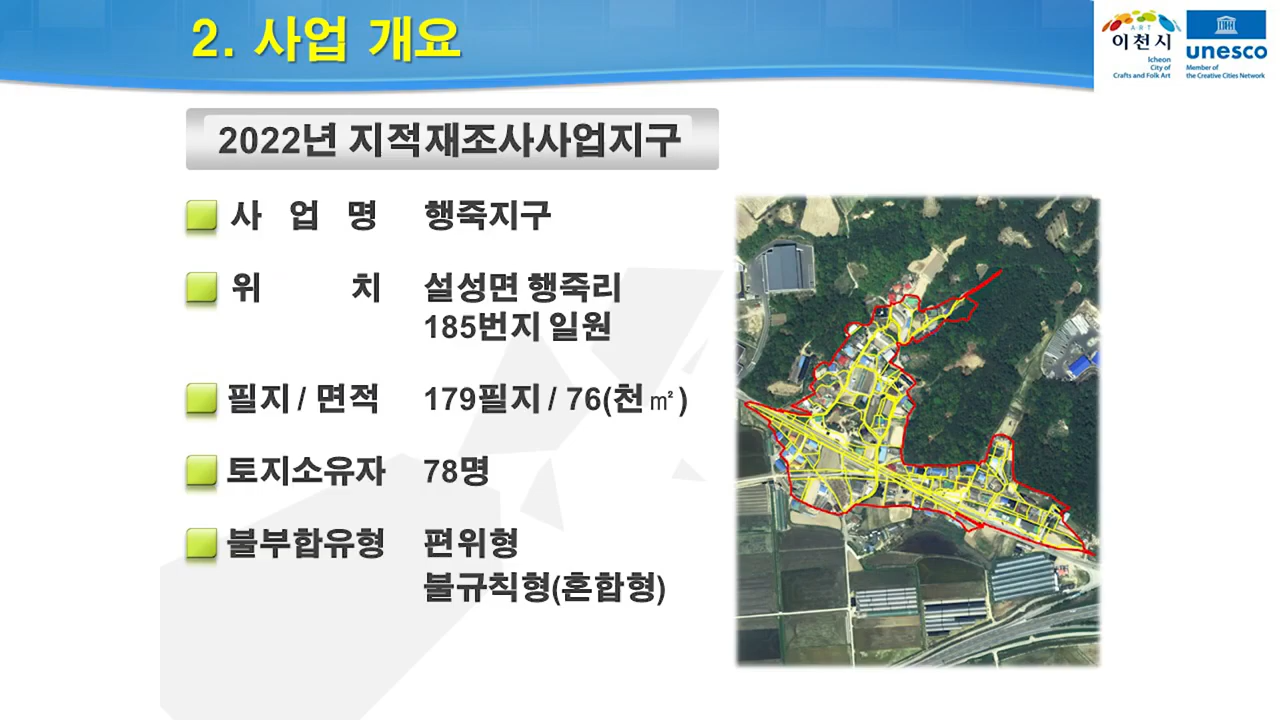 2. 사업 개요
ART
이천시
Icheon
City of
Crafts and Folk Art
unesco
Member of
the Creative Cities Network
2022년 지적재조사사업지구
사 업 명 행죽지구
위 치 설성면 행죽리
185번지 일원
필지 / 면적 179필지 / 76(천㎡)
토지소유자 78명
불부합유형 편위형
불규칙형(혼합형)